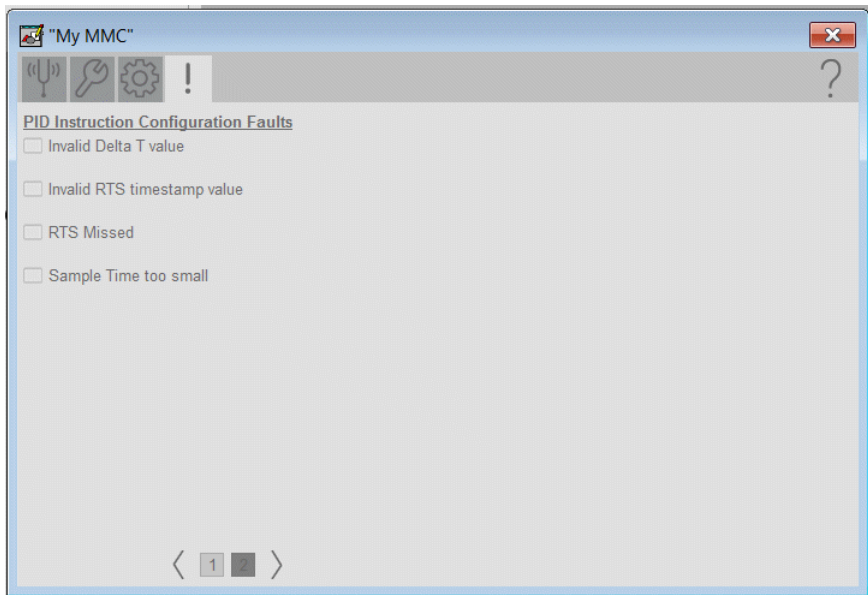 "My MMC"
!
?
PID Instruction Configuration Faults
Invalid Delta T value
Invalid RTS timestamp value
RTS Missed
Sample Time too small
1 2